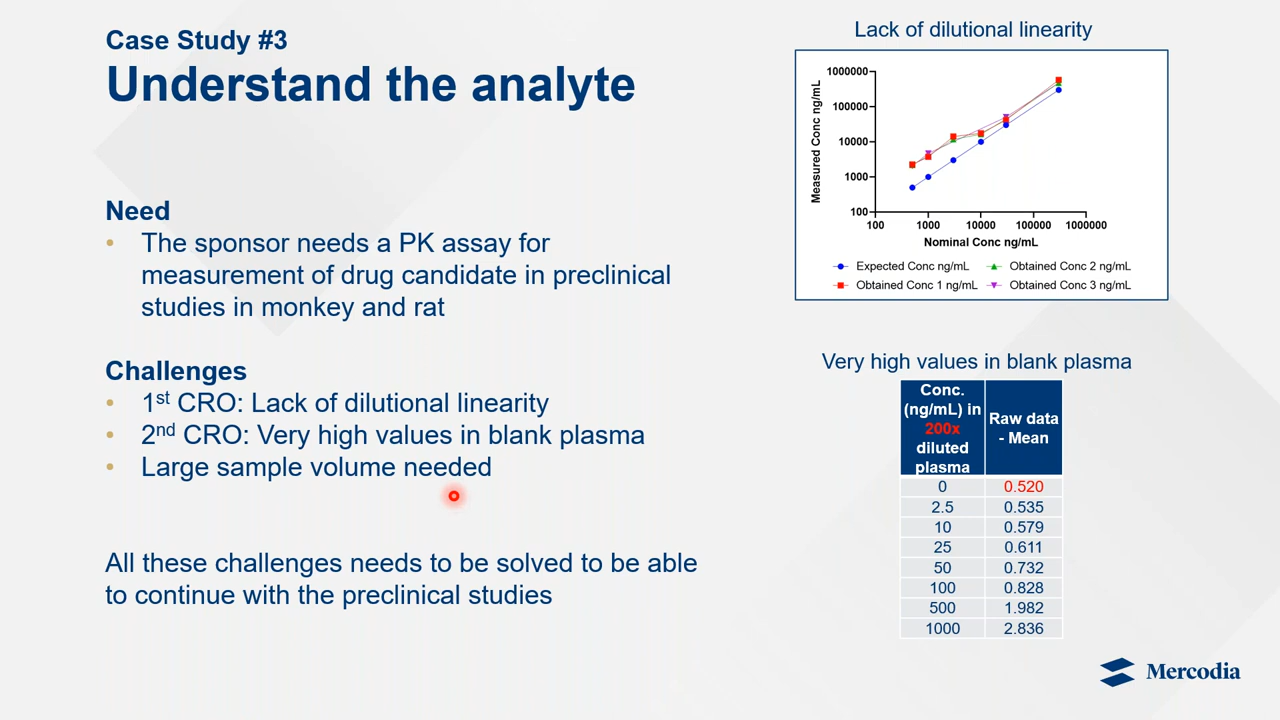 Case Study #3
Understand the analyte
Need
• The sponsor needs a PK assay for
measurement of drug candidate in preclinical
studies in monkey and rat
Challenges
• 1st CRO: Lack of dilutional linearity
• 2nd CRO: Very high values in blank plasma
• Large sample volume needed
All these challenges needs to be solved to be able
to continue with the preclinical studies
Lack of dilutional linearity
Measured Conc ng/mL
1000000
100000
10000
1000
100
100 1000 10000 100000 1000000
Nominal Conc ng/mL
Expected Conc ng/mL Obtained Conc 2 ng/mL
Obtained Conc 1 ng/mL Obtained Conc 3 ng/mL
Very high values in blank plasma
Conc.
(ng/mL) in
200x
diluted
plasma
Raw data
- Mean
0 0.520
2.5 0.535
10 0.579
25 0.611
50 0.732
100 0.828
500 1.982
1000 2.836
Mercodia